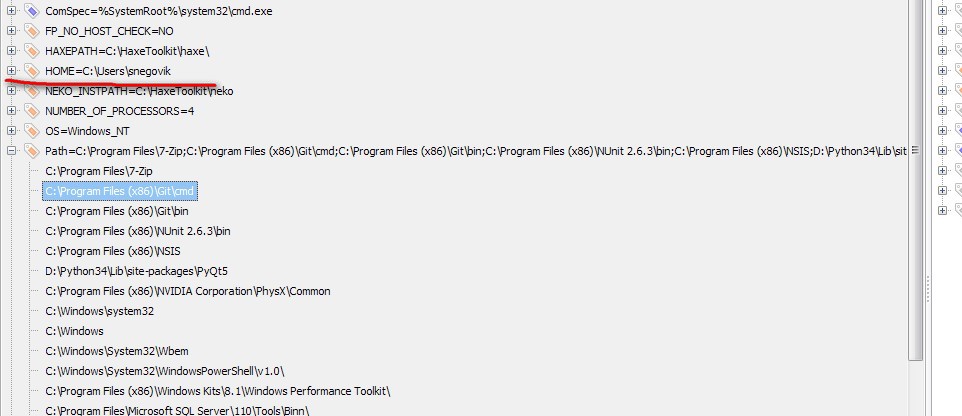 ComSpec=%SystemRoot%\system32\cmd.exe
FP_NO_HOST_CHECK=NO
HAXEPATH=C:\HaxeToolkit\haxe\
HOME=C:\Users\snegovik
NEKO_INSTPATH=C:\HaxeToolkit\neko
NUMBER_OF_PROCESSORS=4
OS=Windows_NT
Path=C:\Program Files\7-Zip;C:\Program Files (x86)\Git\cmd;C:\Program Files (x86)\Git\bin;C:\Program Files (x86)\NUnit 2.6.3\bin;C:\Program Files (x86)\NSIS;D:\Python34\Lib\sit
C:\Program Files\7-Zip
C:\Program Files (x86)\Git\cmd
C:\Program Files (x86)\Git\bin
C:\Program Files (x86)\NUnit 2.6.3\bin
C:\Program Files (x86)\NSIS
D:\Python34\Lib\site-packages\PyQt5
C:\Program Files (x86)\NVIDIA Corporation\PhysX\Common
C:\Windows\system32
C:\Windows
C:\Windows\System32\Wbem
C:\Windows\System32\WindowsPowerShell\v1.0\
C:\Program Files (x86)\Windows Kits\8.1\Windows Performance Toolkit\
C:\Program Files\Microsoft SQL Server\110\Tools\Binn\